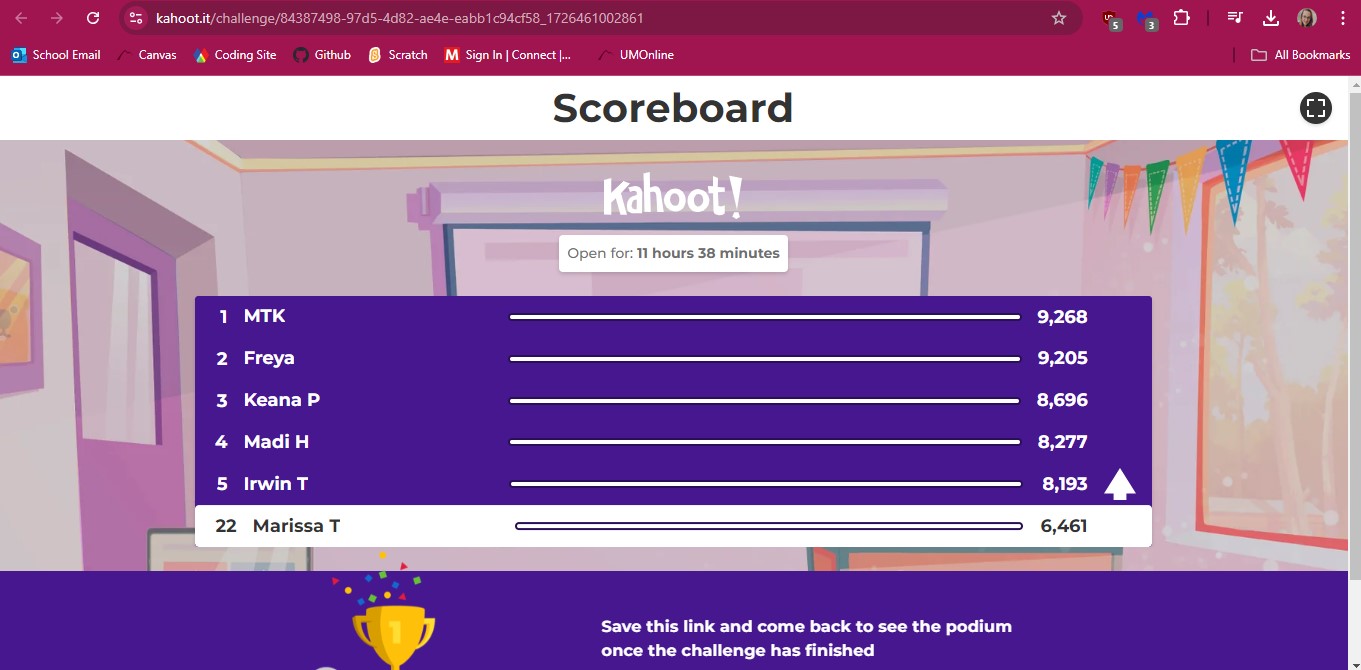 kahoot.it/challenge/84387498-97d5-4d82-ae4e-eabb1c94cf58_1726461002861
5
3
School Email
Canvas
Coding Site
Github
Scratch
Sign In | Connect |...
UMOnline
All Bookmarks
Scoreboard
Kahoot!
Open for: 11 hours 38 minutes
1 MTK 9,268
2 Freya 9,205
3 Keana P 8,696
4 Madi H 8,277
5 Irwin T 8,193
22 Marissa T 6,461
1
Save this link and come back to see the podium
once the challenge has finished